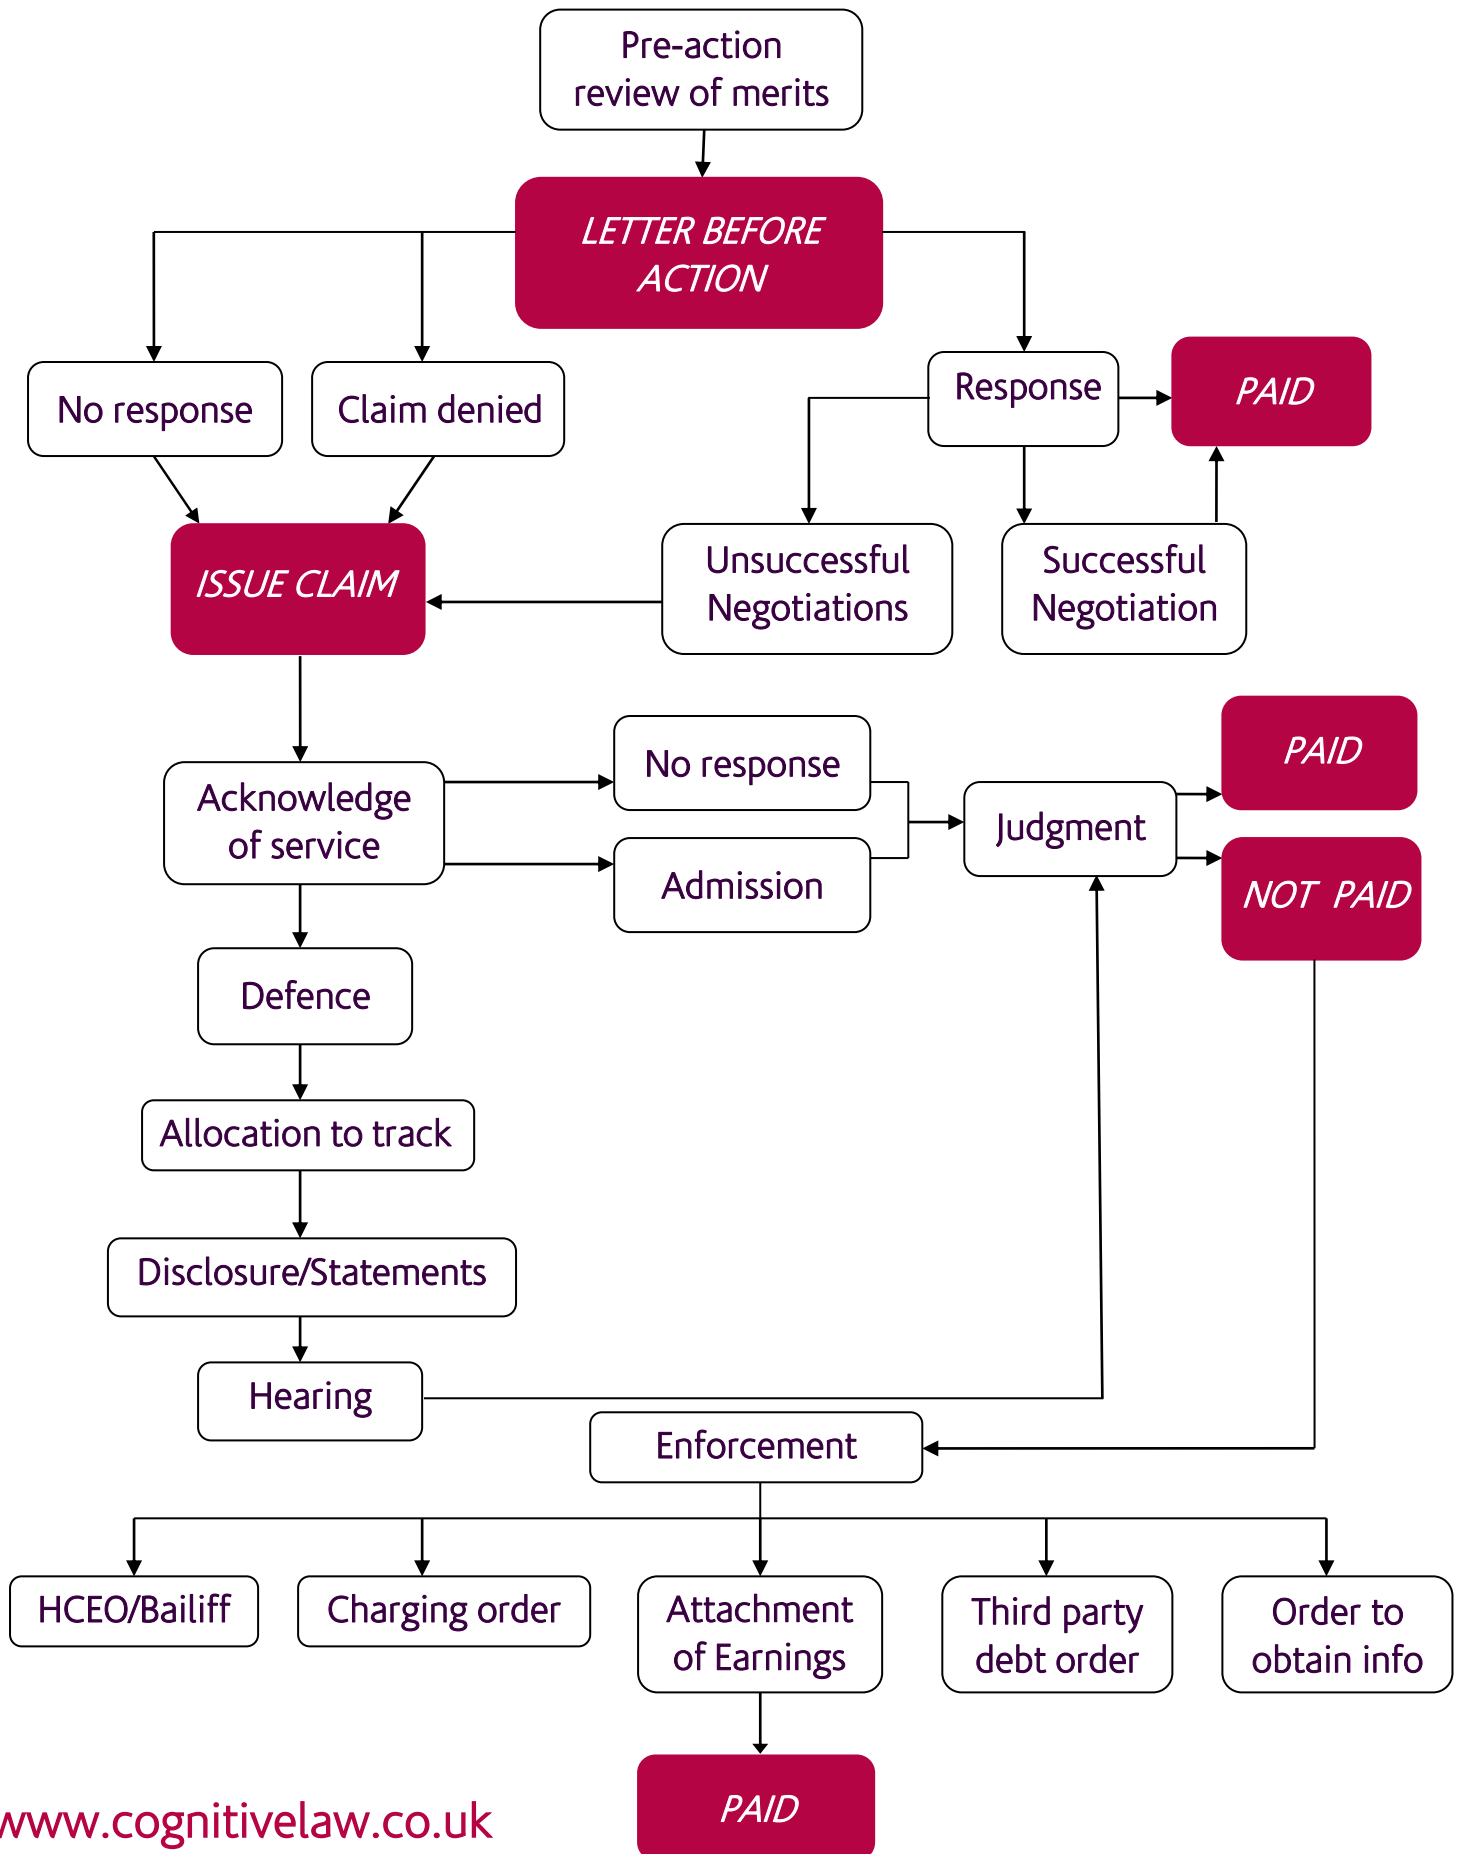 Pre-action
review of merits
LETTER BEFORE
ACTION
No response
Claim denied
Response
PAID
ISSUE CLAIM
Unsuccessful
Negotiations
Successful
Negotiation
Acknowledge
of service
No response
Admission
Judgment
PAID
NOT PAID
Defence
Allocation to track
Disclosure/Statements
Hearing
Enforcement
HCEO/Bailiff
Charging order
Attachment
of Earnings
Third party
debt order
Order to
obtain info
PAID
www.cognitivelaw.co.uk